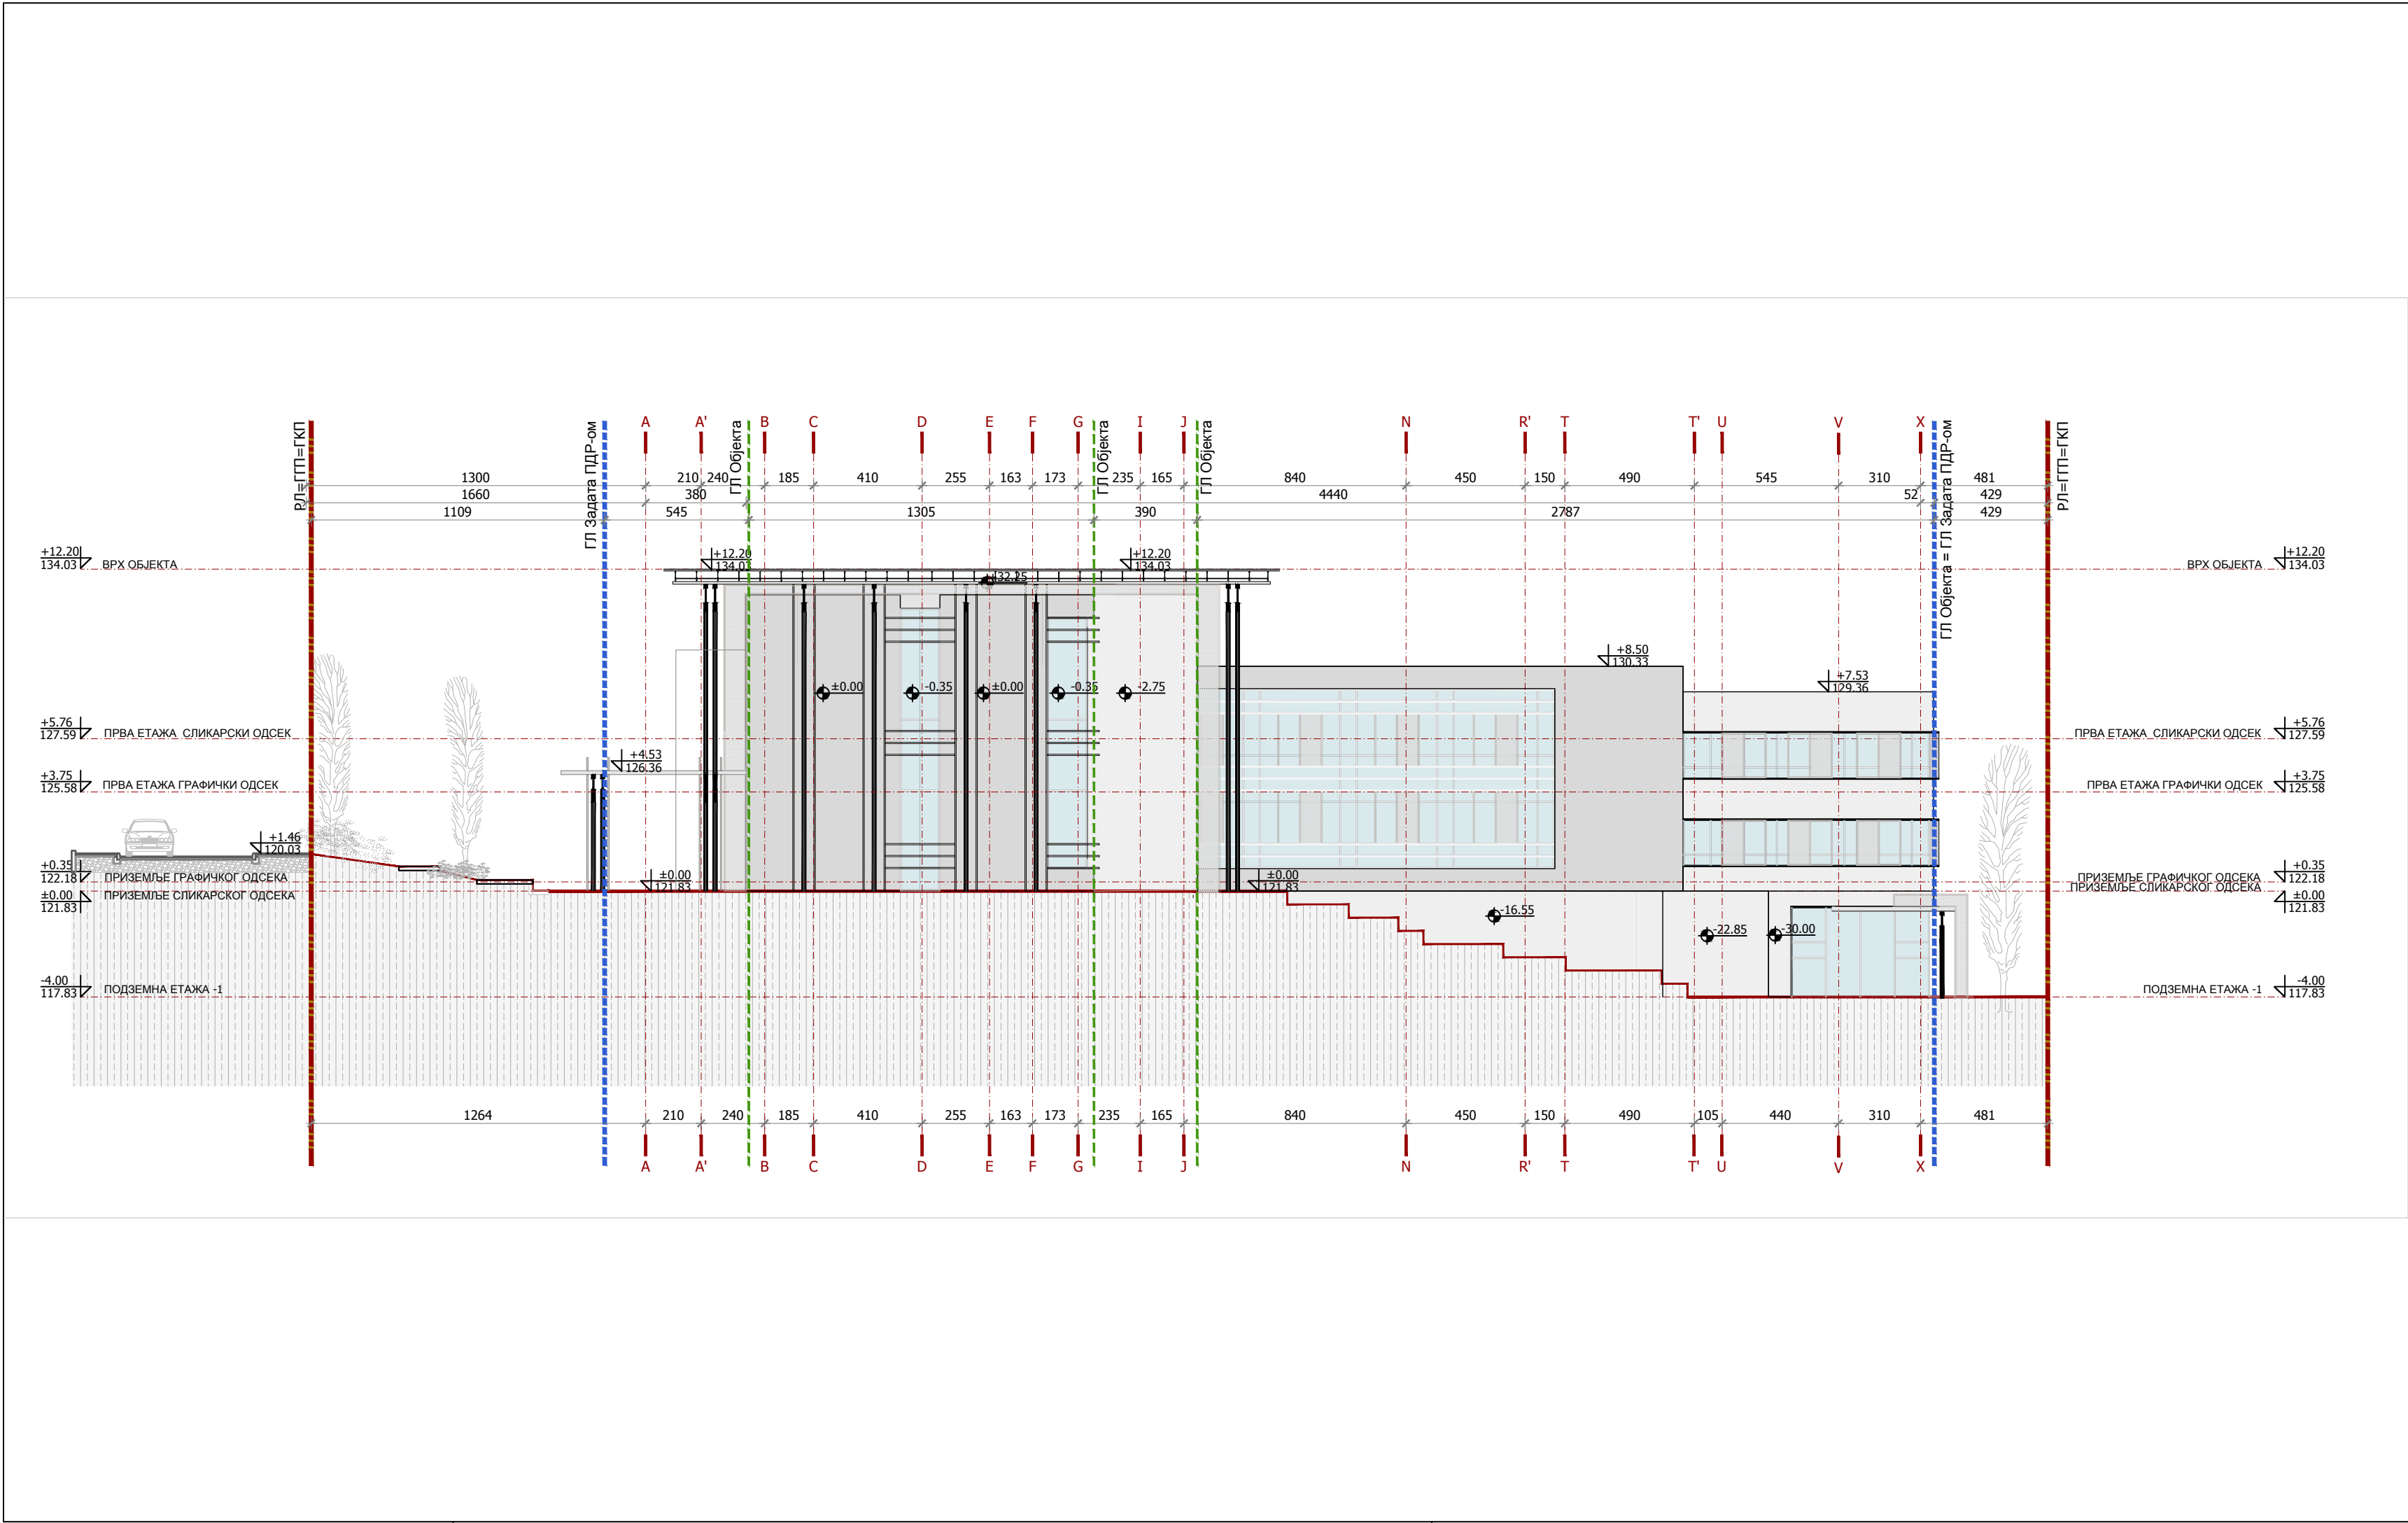 РЛ=ГГП=ГКП
ГЛ Задата ПДР-ом
A A' B C D E F G I J N R' T T' U V X
ГЛ Објекта
ГЛ Објекта
ГЛ Објекта
ГЛ Објекта = ГЛ Задата ПДР-ом
РЛ=ГГП=ГКП
1300 210 240 185 410 255 163 173 235 165 840 450 150 490 545 310 481
1660 380 4440 52 429
1109 545 1305 390 2787 429
+12.20
134.03 ВРХ ОБЈЕКТА
+12.20
134.03
+12.20
134.03
ВРХ ОБЈЕКТА +12.20
134.03
+32.25
+8.50
130.33
+7.53
129.36
±0.00 -0.35 ±0.00 -0.35 -2.75
+5.76
127.59 ПРВА ЕТАЖА СЛИКАРСКИ ОДСЕК
ПРВА ЕТАЖА СЛИКАРСКИ ОДСЕК +5.76
127.59
+4.53
126.36
+3.75
125.58 ПРВА ЕТАЖА ГРАФИЧКИ ОДСЕК
ПРВА ЕТАЖА ГРАФИЧКИ ОДСЕК +3.75
125.58
+1.46
120.03
+0.35
122.18 ПРИЗЕМЉЕ ГРАФИЧКОГ ОДСЕКА
±0.00
121.83 ПРИЗЕМЉЕ СЛИКАРСКОГ ОДСЕКА
±0.00
121.83
±0.00
121.83
ПРИЗЕМЉЕ ГРАФИЧКОГ ОДСЕКА +0.35
122.18
ПРИЗЕМЉЕ СЛИКАРСКОГ ОДСЕКА ±0.00
121.83
-16.55
-22.85 -30.00
-4.00
117.83 ПОДЗЕМНА ЕТАЖА -1
ПОДЗЕМНА ЕТАЖА -1 -4.00
117.83
1264 210 240 185 410 255 163 173 235 165 840 450 150 490 105 440 310 481
A A' B C D E F G I J N R' T T' U V X